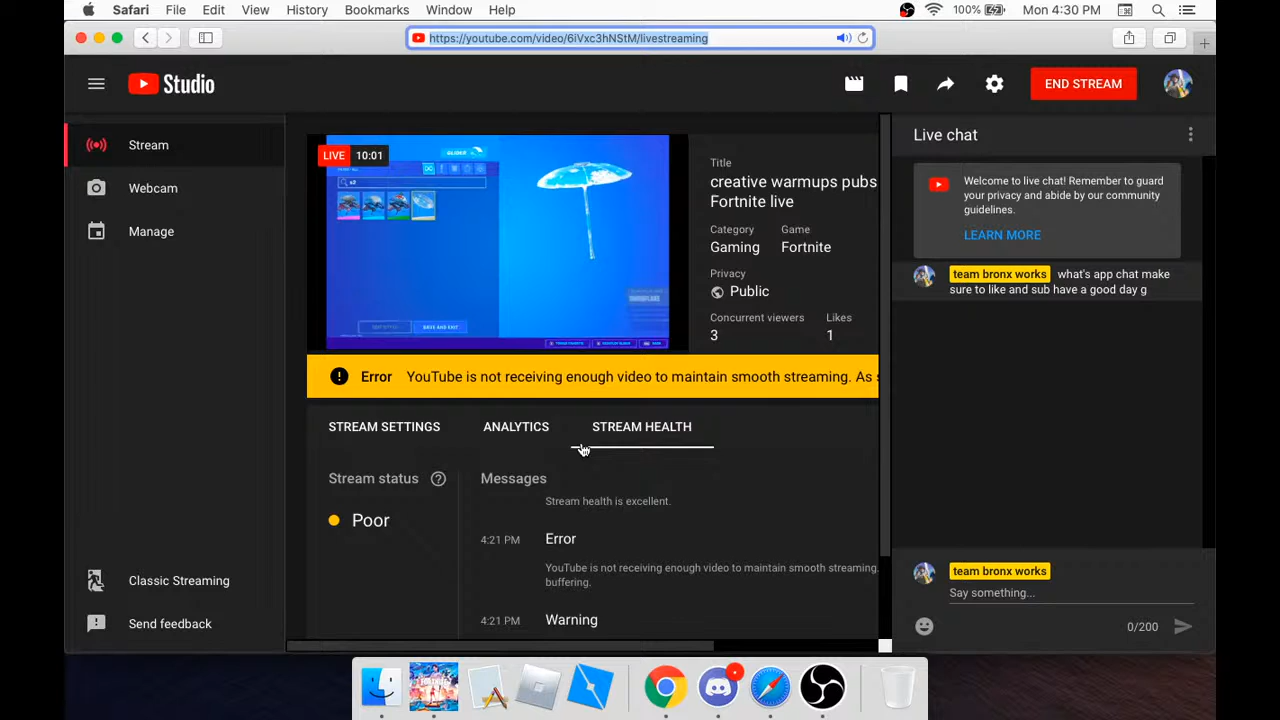 Safari File Edit View History Bookmarks Window Help 100% Mon 4:30 PM
https://youtube.com/video/6iVxc3hNStM/livestreaming
Studio
END STREAM
Stream
Webcam
Manage
Classic Streaming
Send feedback
LIVE 10:01
GLIDER
s2
SAVE AND EXIT
Title
creative warmups pubs
Fortnite live
Category Game
Gaming Fortnite
Privacy
Public
Concurrent viewers Likes
3 1
Error YouTube is not receiving enough video to maintain smooth streaming. As s
STREAM SETTINGS ANALYTICS STREAM HEALTH
Stream status
Poor
Messages
Stream health is excellent.
4:21 PM Error
YouTube is not receiving enough video to maintain smooth streaming.
buffering.
4:21 PM Warning
Live chat
Welcome to live chat! Remember to guard
your privacy and abide by our community
guidelines.
LEARN MORE
team bronx works what's app chat make
sure to like and sub have a good day g
team bronx works
Say something...
0/200
FORTNITE